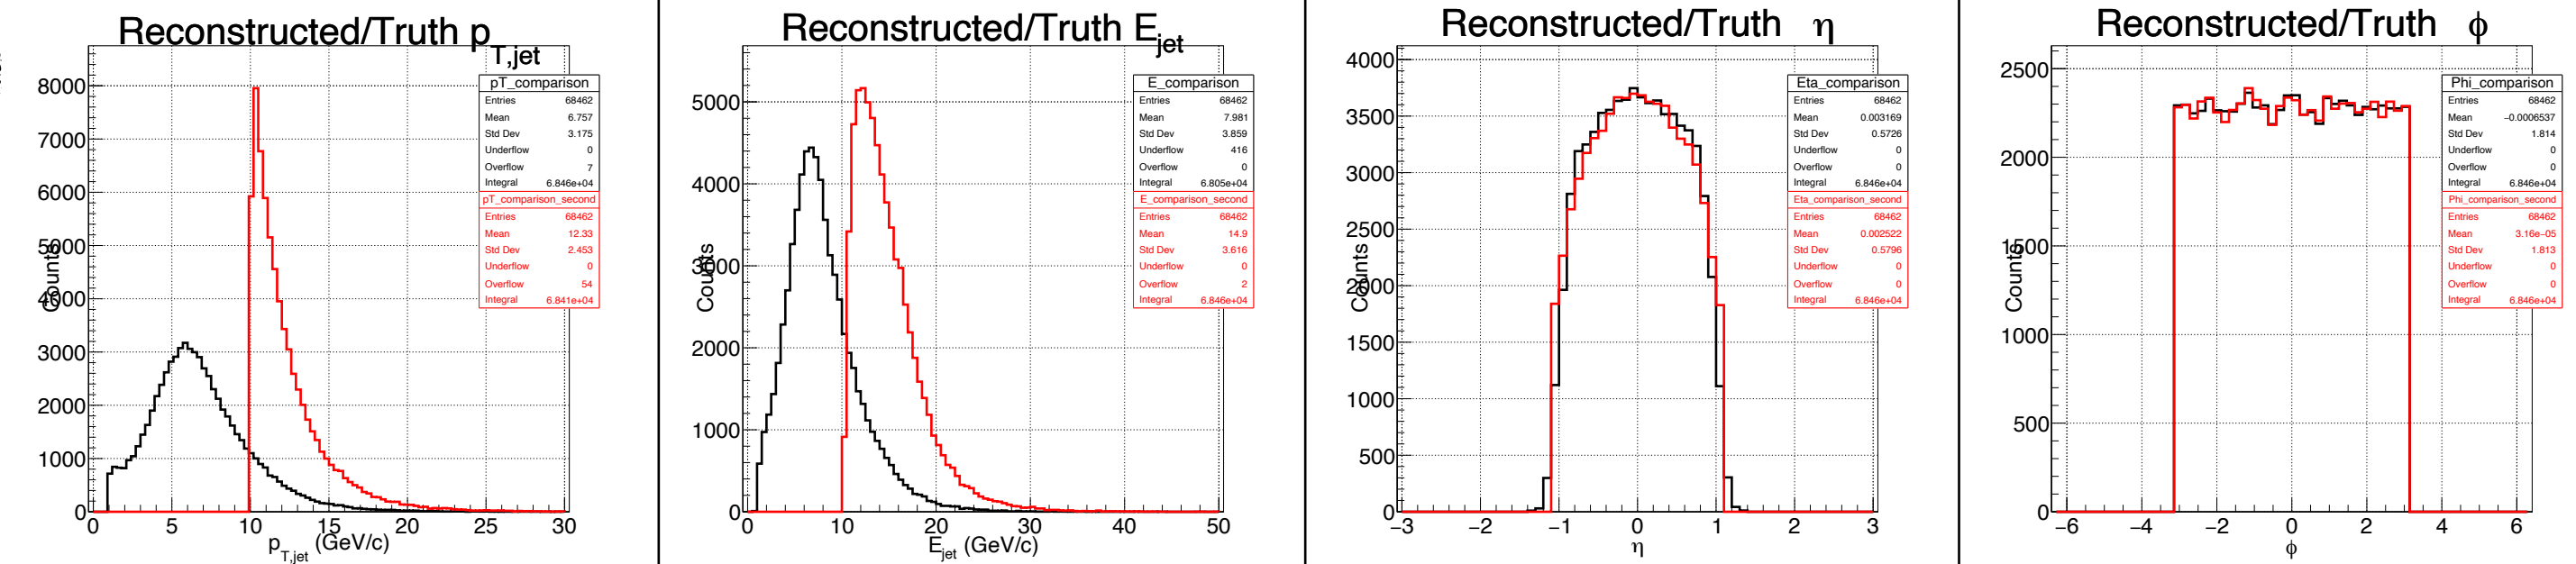 Reconstructed/Truth p T,jet
8000
7000
6000
5000
4000
3000
2000
1000
0
Counts
0 5 10 15 20 25 30
p T,jet (GeV/c)
pT_comparison
Entries 68462
Mean 6.757
Std Dev 3.175
Underflow 0
Overflow 7
Integral 6.846e+04
pT_comparison_second
Entries 68462
Mean 12.33
Std Dev 2.453
Underflow 0
Overflow 54
Integral 6.841e+04
Reconstructed/Truth E jet
5000
4000
3000
2000
1000
0
Counts
0 10 20 30 40 50
E jet (GeV/c)
E_comparison
Entries 68462
Mean 7.981
Std Dev 3.859
Underflow 416
Overflow 0
Integral 6.805e+04
E_comparison_second
Entries 68462
Mean 14.9
Std Dev 3.616
Underflow 0
Overflow 2
Integral 6.846e+04
Reconstructed/Truth η
4000
3500
3000
2500
2000
1500
1000
500
0
Counts
−3 −2 −1 0 1 2 3
η
Eta_comparison
Entries 68462
Mean 0.003169
Std Dev 0.5726
Underflow 0
Overflow 0
Integral 6.846e+04
Eta_comparison_second
Entries 68462
Mean 0.002522
Std Dev 0.5796
Underflow 0
Overflow 0
Integral 6.846e+04
Reconstructed/Truth ϕ
2500
2000
1500
1000
500
0
Counts
−6 −4 −2 0 2 4 6
ϕ
Phi_comparison
Entries 68462
Mean −0.0006537
Std Dev 1.814
Underflow 0
Overflow 0
Integral 6.846e+04
Phi_comparison_second
Entries 68462
Mean 3.16e−05
Std Dev 1.813
Underflow 0
Overflow 0
Integral 6.846e+04